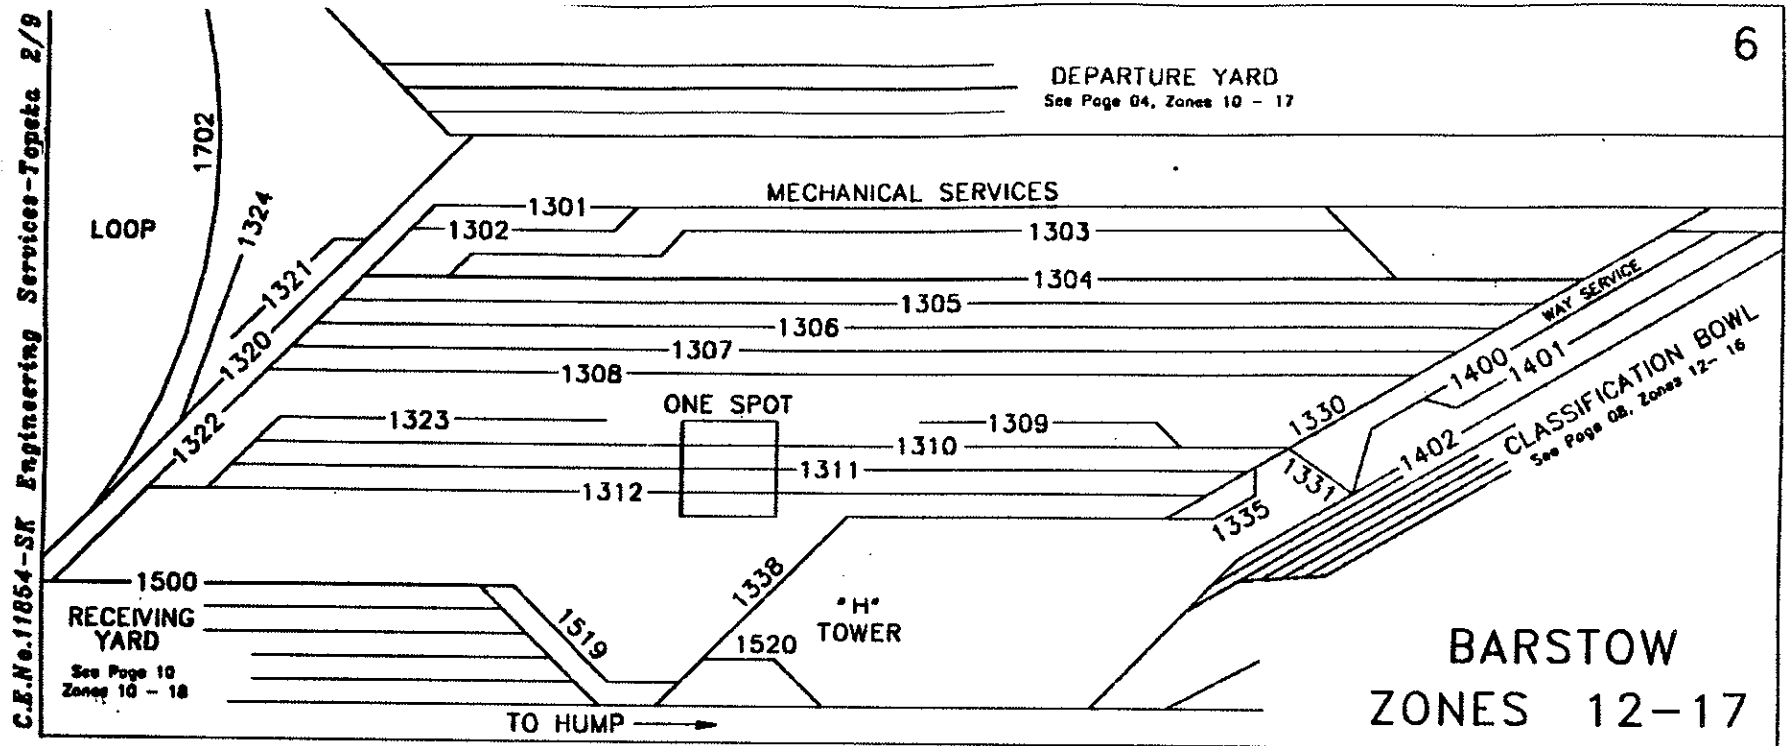 C.E.No.11854-SK Engineering Services-Topeka 2/9
6
DEPARTURE YARD
See Page 04, Zones 10 - 17
1702
LOOP
1324
MECHANICAL SERVICES
1301
1302
1303
1321
1304
1305
1306
1320
1307
1308
WAY SERVICE
1400
1401
1322
1323
ONE SPOT
1309
1330
1310
1311
1312
1331
1335
1402
CLASSIFICATION BOWL
See Page 08, Zones 12- 16
1500
RECEIVING
YARD
See Page 10
Zones 10 - 18
1519
1338
1520
"H"
TOWER
TO HUMP
BARSTOW
ZONES 12-17